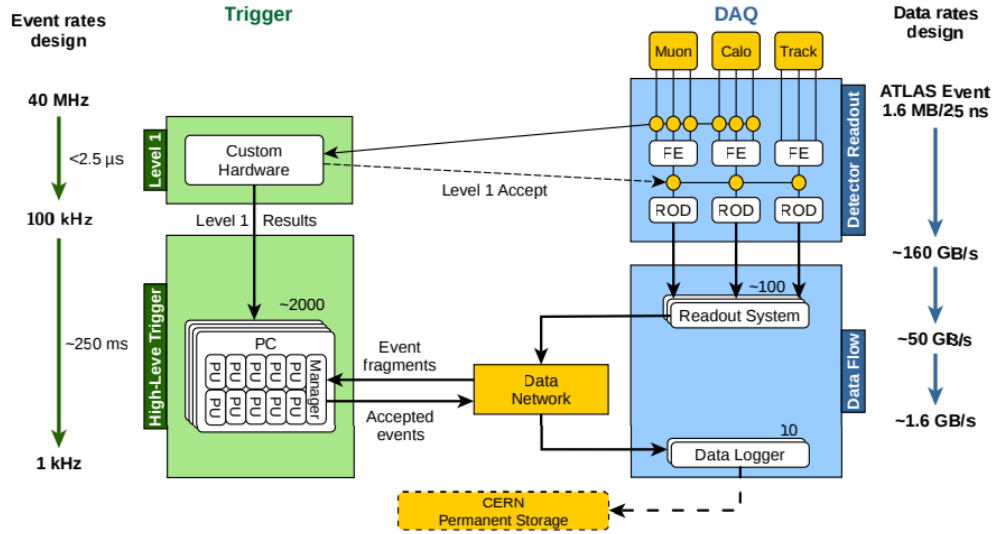 Event rates
design
Trigger
DAQ
Data rates
design
Muon
Calo
Track
40 MHz
ATLAS Event
1.6 MB/25 ns
<2.5 µs
Level 1
Custom
Hardware
FE
FE
FE
Detector Readout
Level 1 Accept
ROD
ROD
ROD
100 kHz
Level 1 Results
~160 GB/s
~2000
~100
Readout System
~250 ms
High-Leve Trigger
PC
PU
PU
PU
PU
PU
PU
PU
PU
PU
PU
Manager
Event
fragments
Data
Network
Accepted
events
~50 GB/s
Data Flow
~1.6 GB/s
10
Data Logger
1 kHz
CERN
Permanent Storage